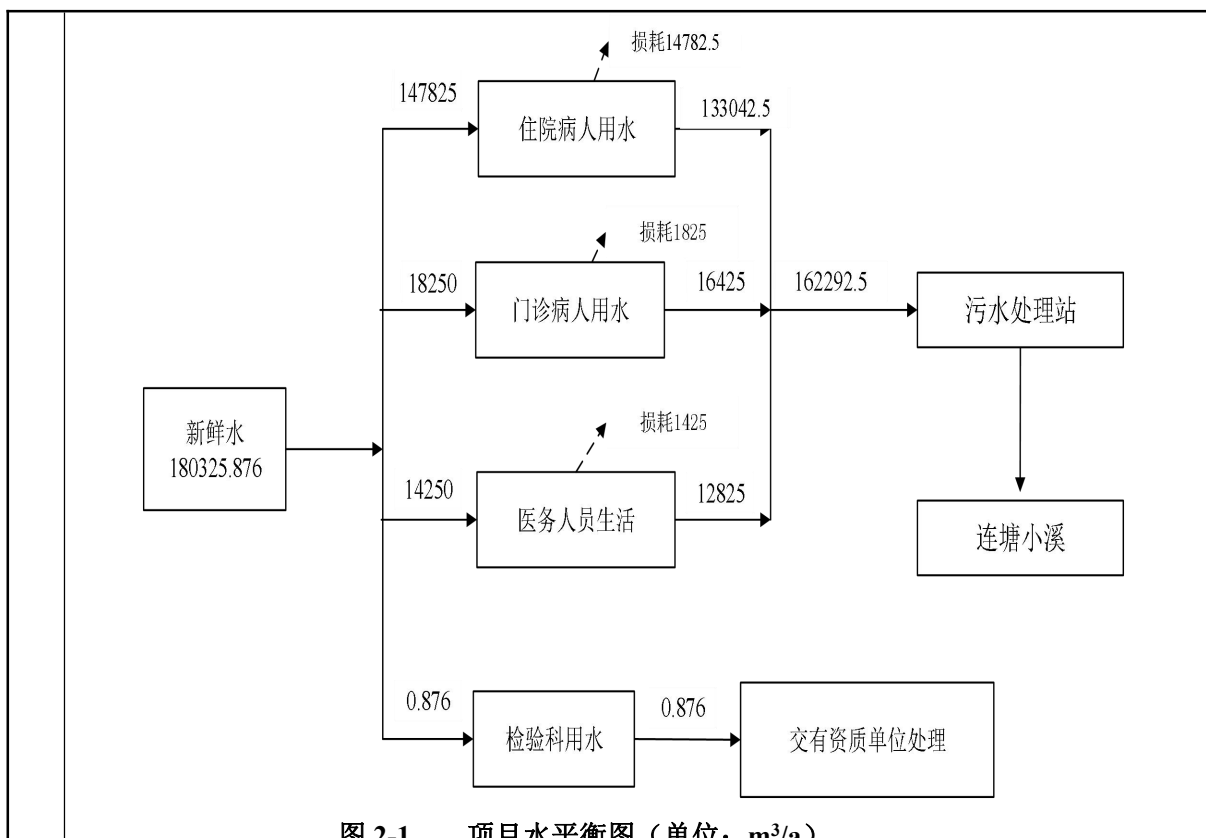 损耗14782.5
147825
住院病人用水
133042.5
损耗1825
18250
门诊病人用水
16425
162292.5
污水处理站
新鲜水
180325.876
损耗1425
14250
医务人员生活
12825
连塘小溪
0.876
检验科用水
0.876
交有资质单位处理
图 2-1 项目水平衡图（单位：m³/a）